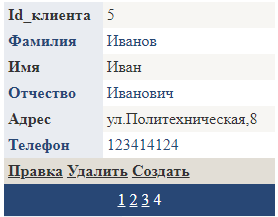 Id_клиента 5
Фамилия Иванов
Имя Иван
Отчество Иванович
Адрес ул.Политехническая,8
Телефон 123414124
Правка Удалить Создать
1 2 3 4